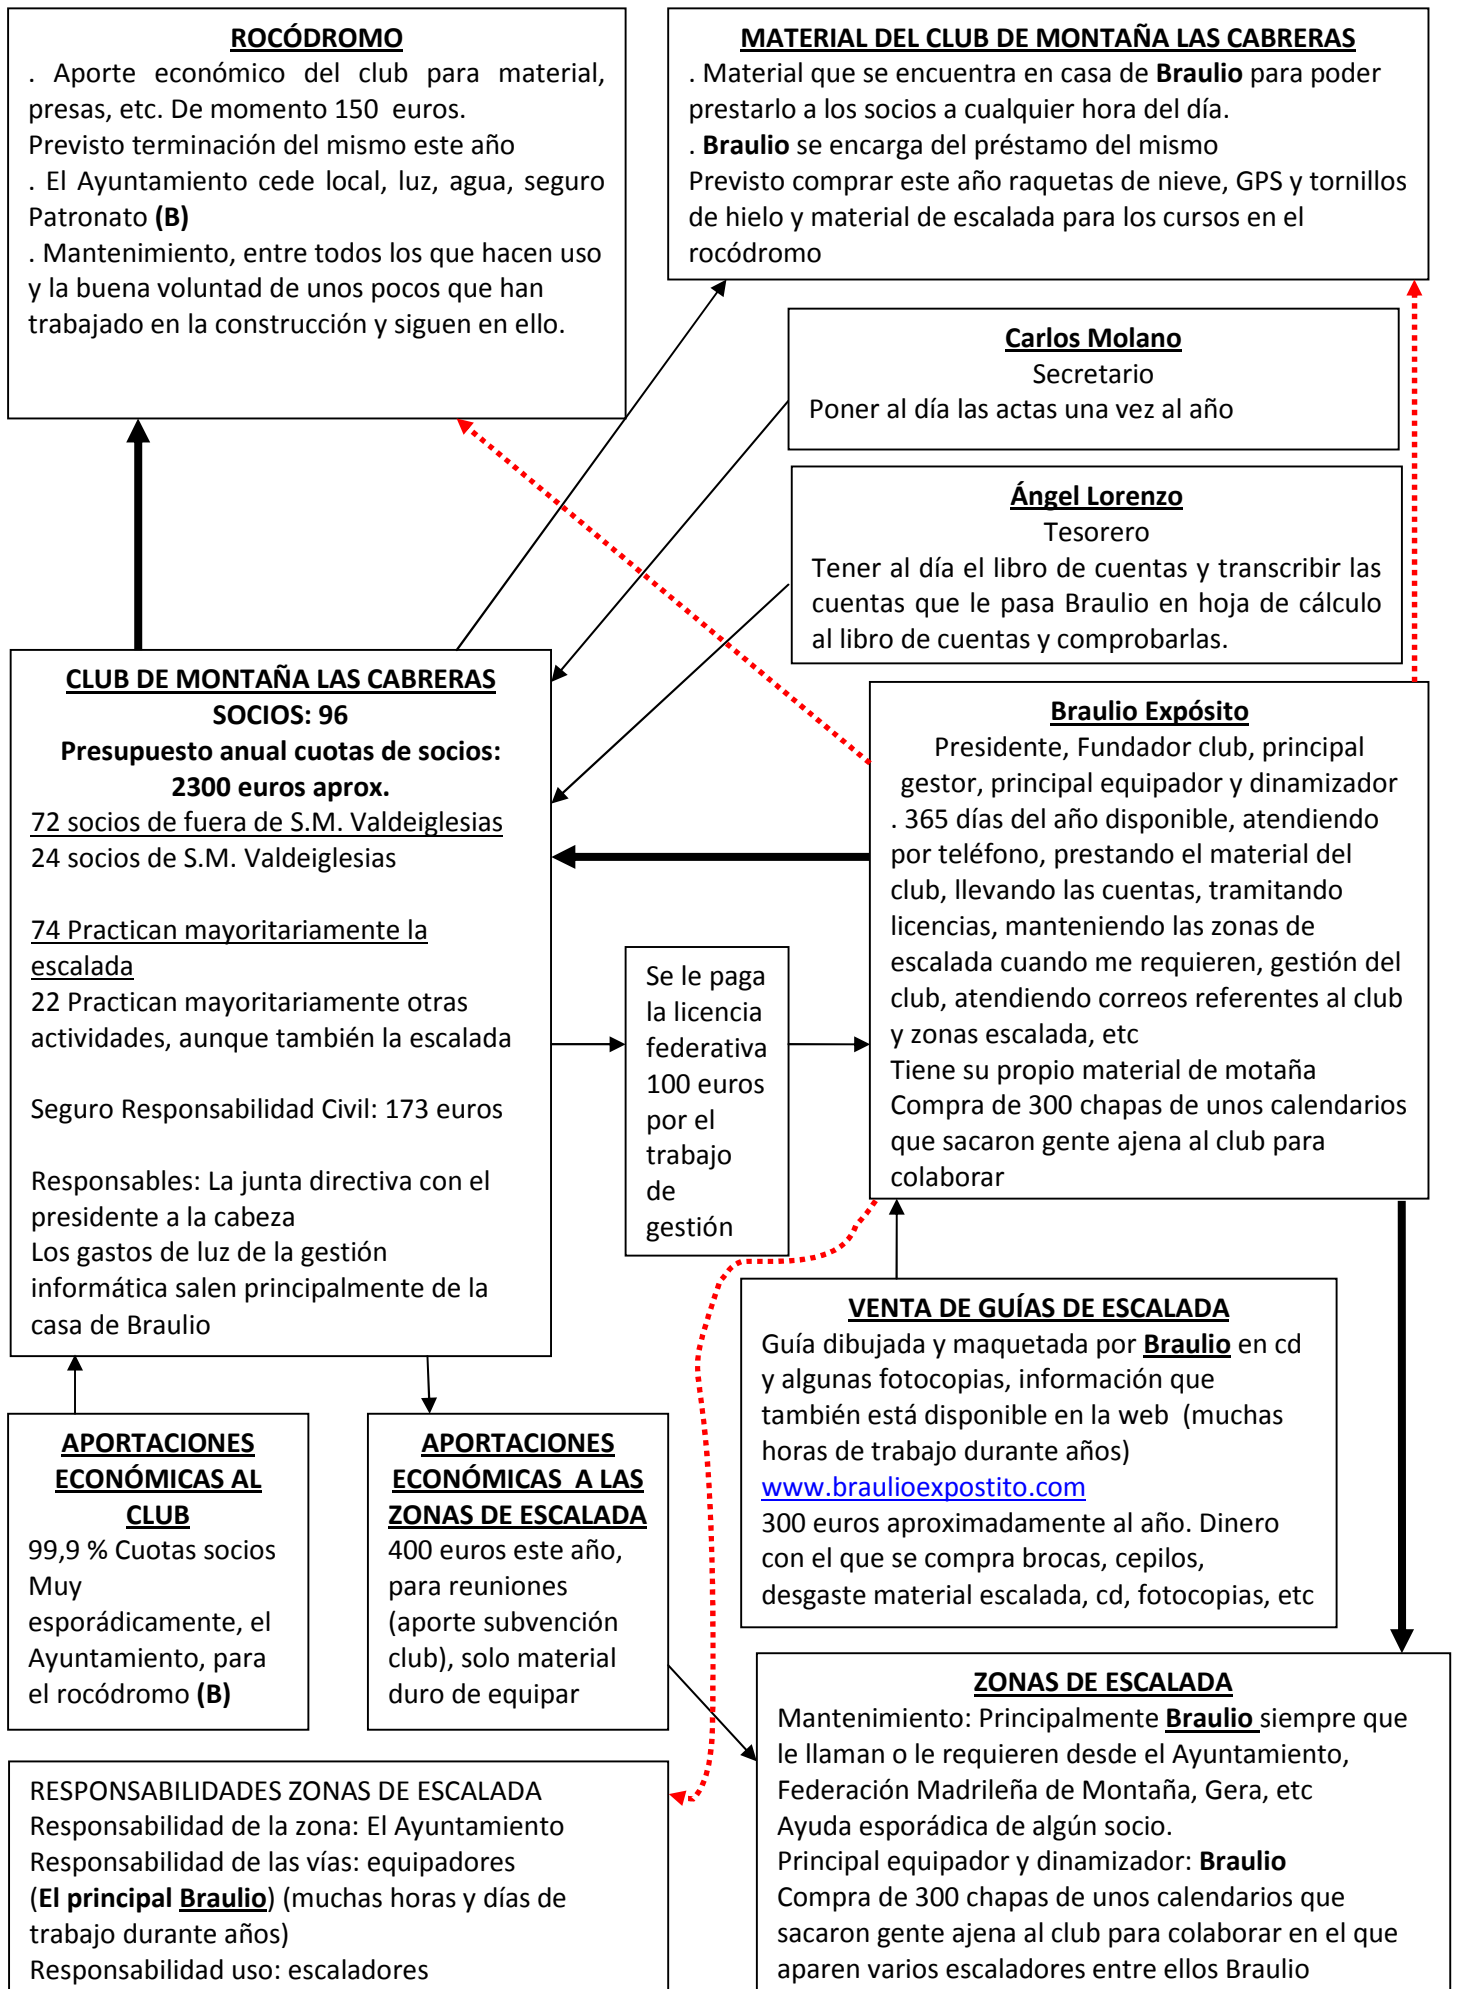 ROCÓDROMO
. Aporte económico del club para material,
presas, etc. De momento 150 euros.
Previsto terminación del mismo este año
. El Ayuntamiento cede local, luz, agua, seguro
Patronato (B)
. Mantenimiento, entre todos los que hacen uso
y la buena voluntad de unos pocos que han
trabajado en la construcción y siguen en ello.
MATERIAL DEL CLUB DE MONTAÑA LAS CABRERAS
. Material que se encuentra en casa de Braulio para poder
prestarlo a los socios a cualquier hora del día.
. Braulio se encarga del préstamo del mismo
Previsto comprar este año raquetas de nieve, GPS y tornillos
de hielo y material de escalada para los cursos en el
rocódromo
Carlos Molano
Secretario
Poner al día las actas una vez al año
Ángel Lorenzo
Tesorero
Tener al día el libro de cuentas y transcribir las
cuentas que le pasa Braulio en hoja de cálculo
al libro de cuentas y comprobarlas.
CLUB DE MONTAÑA LAS CABRERAS
SOCIOS: 96
Presupuesto anual cuotas de socios:
2300 euros aprox.
72 socios de fuera de S.M. Valdeiglesias
24 socios de S.M. Valdeiglesias
74 Practican mayoritariamente la
escalada
22 Practican mayoritariamente otras
actividades, aunque también la escalada
Seguro Responsabilidad Civil: 173 euros
Responsables: La junta directiva con el
presidente a la cabeza
Los gastos de luz de la gestión
informática salen principalmente de la
casa de Braulio
Se le paga
la licencia
federativa
100 euros
por el
trabajo
de
gestión
Braulio Expósito
Presidente, Fundador club, principal
gestor, principal equipador y dinamizador
. 365 días del año disponible, atendiendo
por teléfono, prestando el material del
club, llevando las cuentas, tramitando
licencias, manteniendo las zonas de
escalada cuando me requieren, gestión del
club, atendiendo correos referentes al club
y zonas escalada, etc
Tiene su propio material de motaña
Compra de 300 chapas de unos calendarios
que sacaron gente ajena al club para
colaborar
VENTA DE GUÍAS DE ESCALADA
Guía dibujada y maquetada por Braulio en cd
y algunas fotocopias, información que
también está disponible en la web (muchas
horas de trabajo durante años)
www.braulioexpostito.com
300 euros aproximadamente al año. Dinero
con el que se compra brocas, cepilos,
desgaste material escalada, cd, fotocopias, etc
APORTACIONES
ECONÓMICAS AL
CLUB
99,9 % Cuotas socios
Muy
esporádicamente, el
Ayuntamiento, para
el rocódromo (B)
APORTACIONES
ECONÓMICAS A LAS
ZONAS DE ESCALADA
400 euros este año,
para reuniones
(aporte subvención
club), solo material
duro de equipar
ZONAS DE ESCALADA
Mantenimiento: Principalmente Braulio siempre que
le llaman o le requieren desde el Ayuntamiento,
Federación Madrileña de Montaña, Gera, etc
Ayuda esporádica de algún socio.
Principal equipador y dinamizador: Braulio
Compra de 300 chapas de unos calendarios que
sacaron gente ajena al club para colaborar en el que
aparen varios escaladores entre ellos Braulio
RESPONSABILIDADES ZONAS DE ESCALADA
Responsabilidad de la zona: El Ayuntamiento
Responsabilidad de las vías: equipadores
(El principal Braulio) (muchas horas y días de
trabajo durante años)
Responsabilidad uso: escaladores